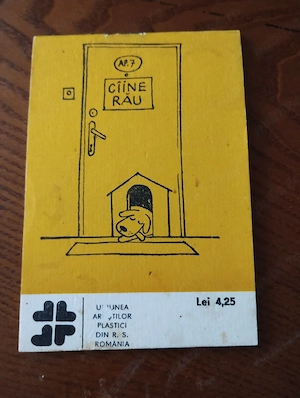 AP. 7
CÎINE
RĂU
Lei 4,25
UNIUNEA
ARTIȘTILOR
PLASTICI
DIN R. S.
ROMÂNIA